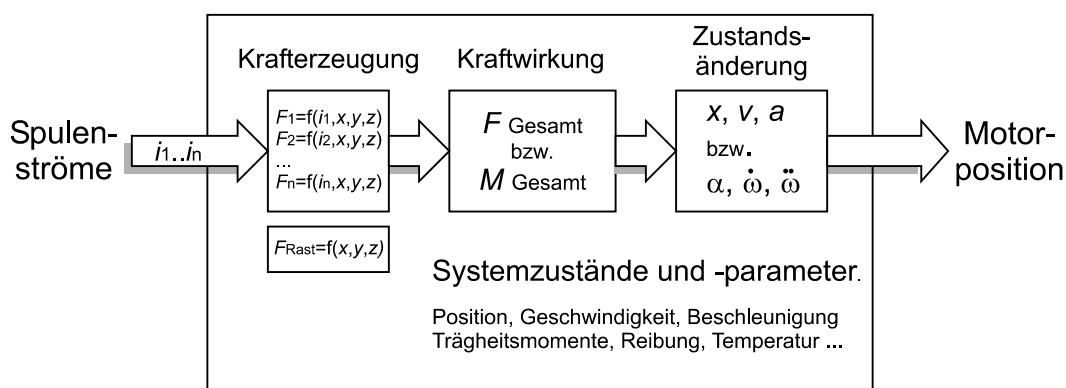 Spulen-
ströme
i1..in
Krafterzeugung
F1=f(i1,x,y,z)
F2=f(i2,x,y,z)
...
Fn=f(in,x,y,z)
FRast=f(x,y,z)
Kraftwirkung
F Gesamt
bzw.
M Gesamt
Zustands-
änderung
x, v, a
bzw.
α, ω̇, ω̈
Motor-
position
Systemzustände und -parameter.
Position, Geschwindigkeit, Beschleunigung
Trägheitsmomente, Reibung, Temperatur ...